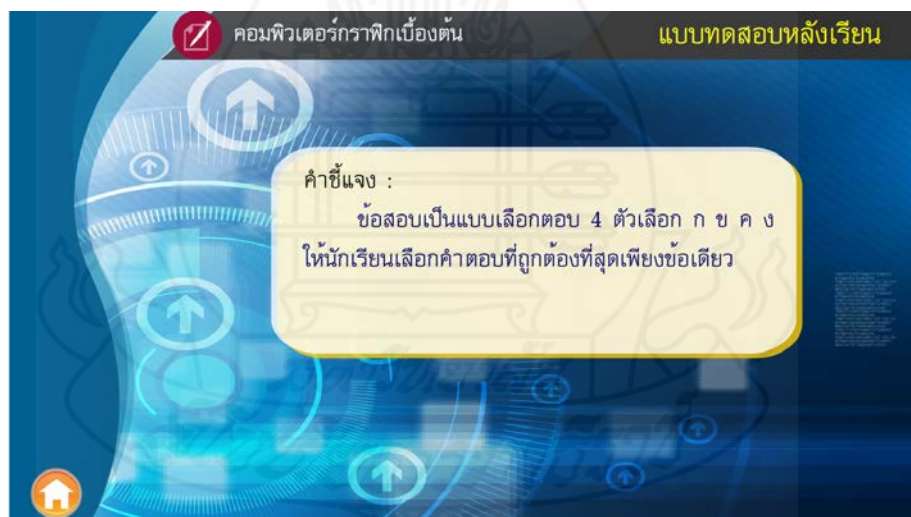 คอมพิวเตอร์กราฟิกเบื้องต้น
แบบทดสอบหลังเรียน
คำชี้แจง :
ข้อสอบเป็นแบบเลือกตอบ 4 ตัวเลือก ก ข ค ง
ให้นักเรียนเลือกคำตอบที่ถูกต้องที่สุดเพียงข้อเดียว